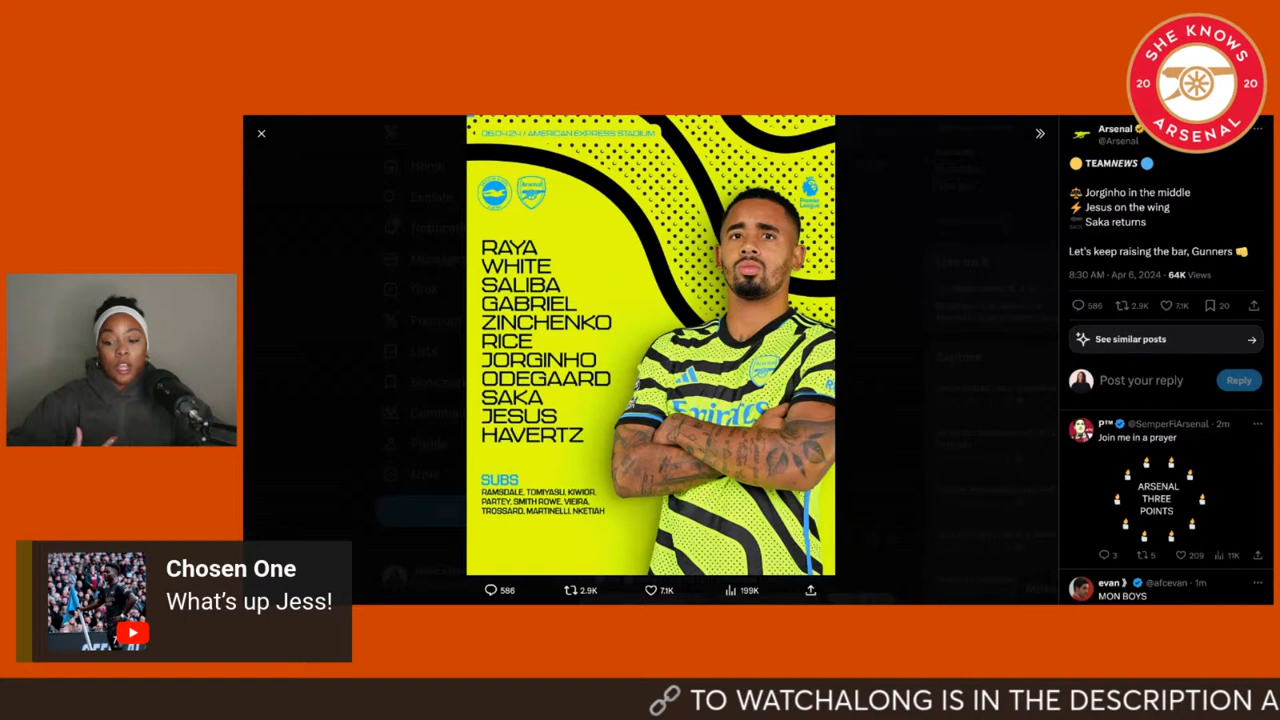 SHE KNOWS
20 20
ARSENAL
06.04.24 / AMERICAN EXPRESS STADIUM
Arsenal
Premier
League
RAYA
WHITE
SALIBA
GABRIEL
ZINCHENKO
RICE
JORGINHO
ODEGAARD
SAKA
JESUS
HAVERTZ
SUBS
RAMSDALE, TOMIYASU, KIWIOR,
PARTEY, SMITH ROWE, VIEIRA,
TROSSARD, MARTINELLI, NKETIAH
Emirates
586 2.9K 7.1K 199K
Arsenal
@Arsenal
TEAMNEWS
Jorginho in the middle
Jesus on the wing
Saka returns
Let's keep raising the bar, Gunners
8:30 AM · Apr 6, 2024 · 64K Views
586 2.9K 7.1K 20
See similar posts
Post your reply Reply
P™ @SemperFiArsenal · 2m
Join me in a prayer
ARSENAL
THREE
POINTS
3 5 209 11K
evan @afcevan · 1m
MON BOYS
Chosen One
What's up Jess!
TO WATCHALONG IS IN THE DESCRIPTION A